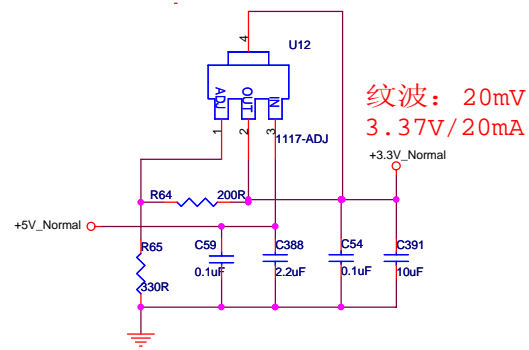 4
U12
ADJ
OUT
IN
1
2
3
1117-ADJ
纹波：20mV
3.37V/20mA
+3.3V_Normal
R64
200R
+5V_Normal
R65
330R
C59
0.1uF
C388
2.2uF
C54
0.1uF
C391
10uF